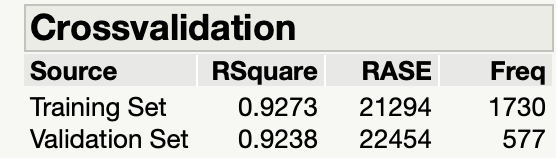 Crossvalidation
Source RSquare RASE Freq
Training Set 0.9273 21294 1730
Validation Set 0.9238 22454 577